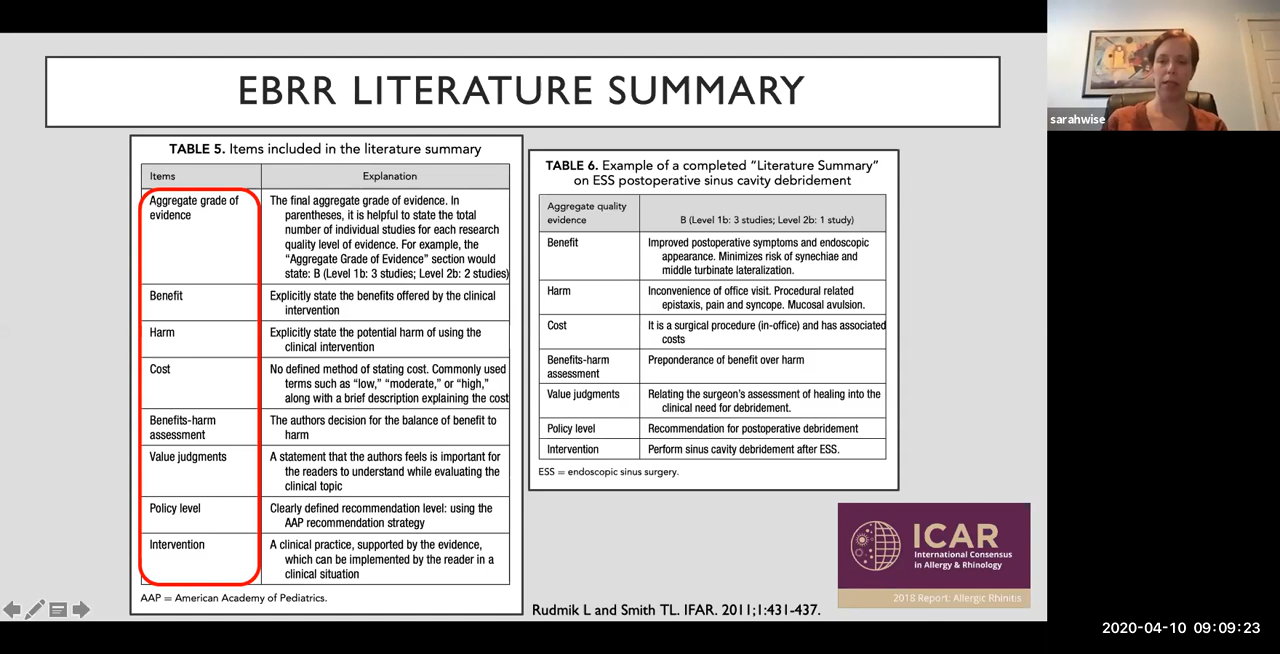 EBRR LITERATURE SUMMARY
sarahwise
TABLE 5. Items included in the literature summary
Items Explanation
Aggregate grade of evidence
The final aggregate grade of evidence. In
parentheses, it is helpful to state the total
number of individual studies for each research
quality level of evidence. For example, the
“Aggregate Grade of Evidence” section would
state: B (Level 1b: 3 studies; Level 2b: 2 studies)
Benefit
Explicitly state the benefits offered by the clinical
intervention
Harm
Explicitly state the potential harm of using the
clinical intervention
Cost
No defined method of stating cost. Commonly used
terms such as “low,” “moderate,” or “high,”
along with a brief description explaining the cost
Benefits-harm
assessment
The authors decision for the balance of benefit to
harm
Value judgments
A statement that the authors feels is important for
the readers to understand while evaluating the
clinical topic
Policy level
Clearly defined recommendation level: using the
AAP recommendation strategy
Intervention
A clinical practice, supported by the evidence,
which can be implemented by the reader in a
clinical situation
AAP = American Academy of Pediatrics.
TABLE 6. Example of a completed “Literature Summary”
on ESS postoperative sinus cavity debridement
Aggregate quality
evidence
B (Level 1b: 3 studies; Level 2b: 1 study)
Benefit
Improved postoperative symptoms and endoscopic
appearance. Minimizes risk of synechiae and
middle turbinate lateralization.
Harm
Inconvenience of office visit. Procedural related
epistaxis, pain and syncope. Mucosal avulsion.
Cost
It is a surgical procedure (in-office) and has associated
costs
Benefits-harm
assessment
Preponderance of benefit over harm
Value judgments
Relating the surgeon’s assessment of healing into the
clinical need for debridement.
Policy level
Recommendation for postoperative debridement
Intervention
Perform sinus cavity debridement after ESS.
ESS = endoscopic sinus surgery.
ICAR
International Consensus
in Allergy & Rhinology
2018 Report: Allergic Rhinitis
Rudmik L and Smith TL. IFAR. 2011;1:431-437.
2020-04-10 09:09:23